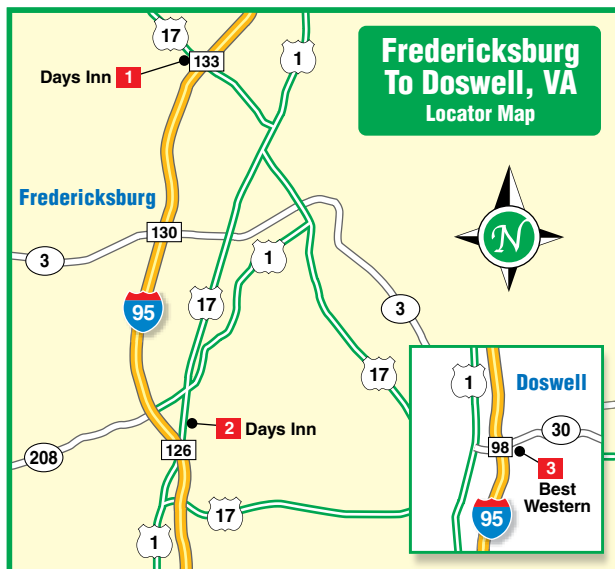 Fredericksburg
To Doswell, VA
Locator Map
17
1
Days Inn 1
133
Fredericksburg
N
130
3
1
95
17
3
17
1
Doswell
2 Days Inn
30
98
208
126
3
Best
Western
17
95
1